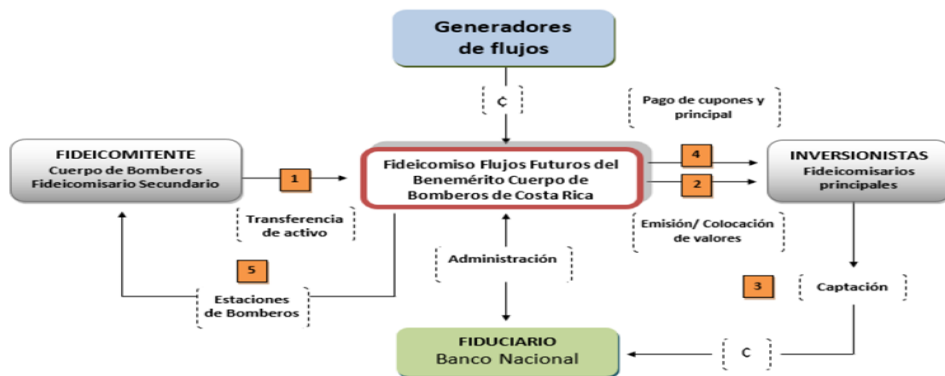 Generadores
de flujos
₡
Pago de cupones y
principal
FIDEICOMITENTE
Cuerpo de Bomberos
Fideicomisario Secundario
1
Fideicomiso Flujos Futuros del
Benemérito Cuerpo de
Bomberos de Costa Rica
4
2
INVERSIONISTAS
Fideicomisarios
principales
Transferencia
de activo
Emisión/ Colocación
de valores
5
Estaciones
de Bomberos
Administración
3
Captación
FIDUCIARIO
Banco Nacional
C